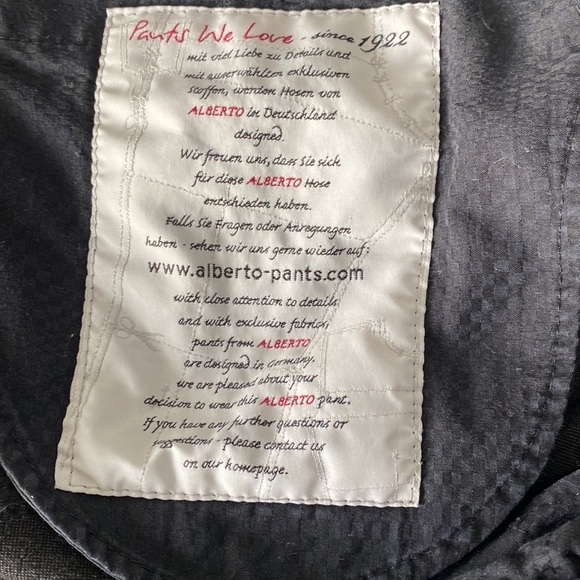 Pants We Love - since 1922
mit viel Liebe zu Details und
mit auserwählten exklusiven
stoffen, werden Hosen von
ALBERTO in Deutschland
designed.
Wir freuen uns, dass Sie sich
für diese ALBERTO Hose
entschieden haben.
Falls Sie Fragen oder Anregungen
haben - sehen wir uns gerne wieder auf:
www.alberto-pants.com
with close attention to details
and with exclusive fabrics,
pants from ALBERTO
are designed in Germany.
we are pleased about your
decision to wear this ALBERTO pant.
If you have any further questions or
suggestions - please contact us
on our homepage.